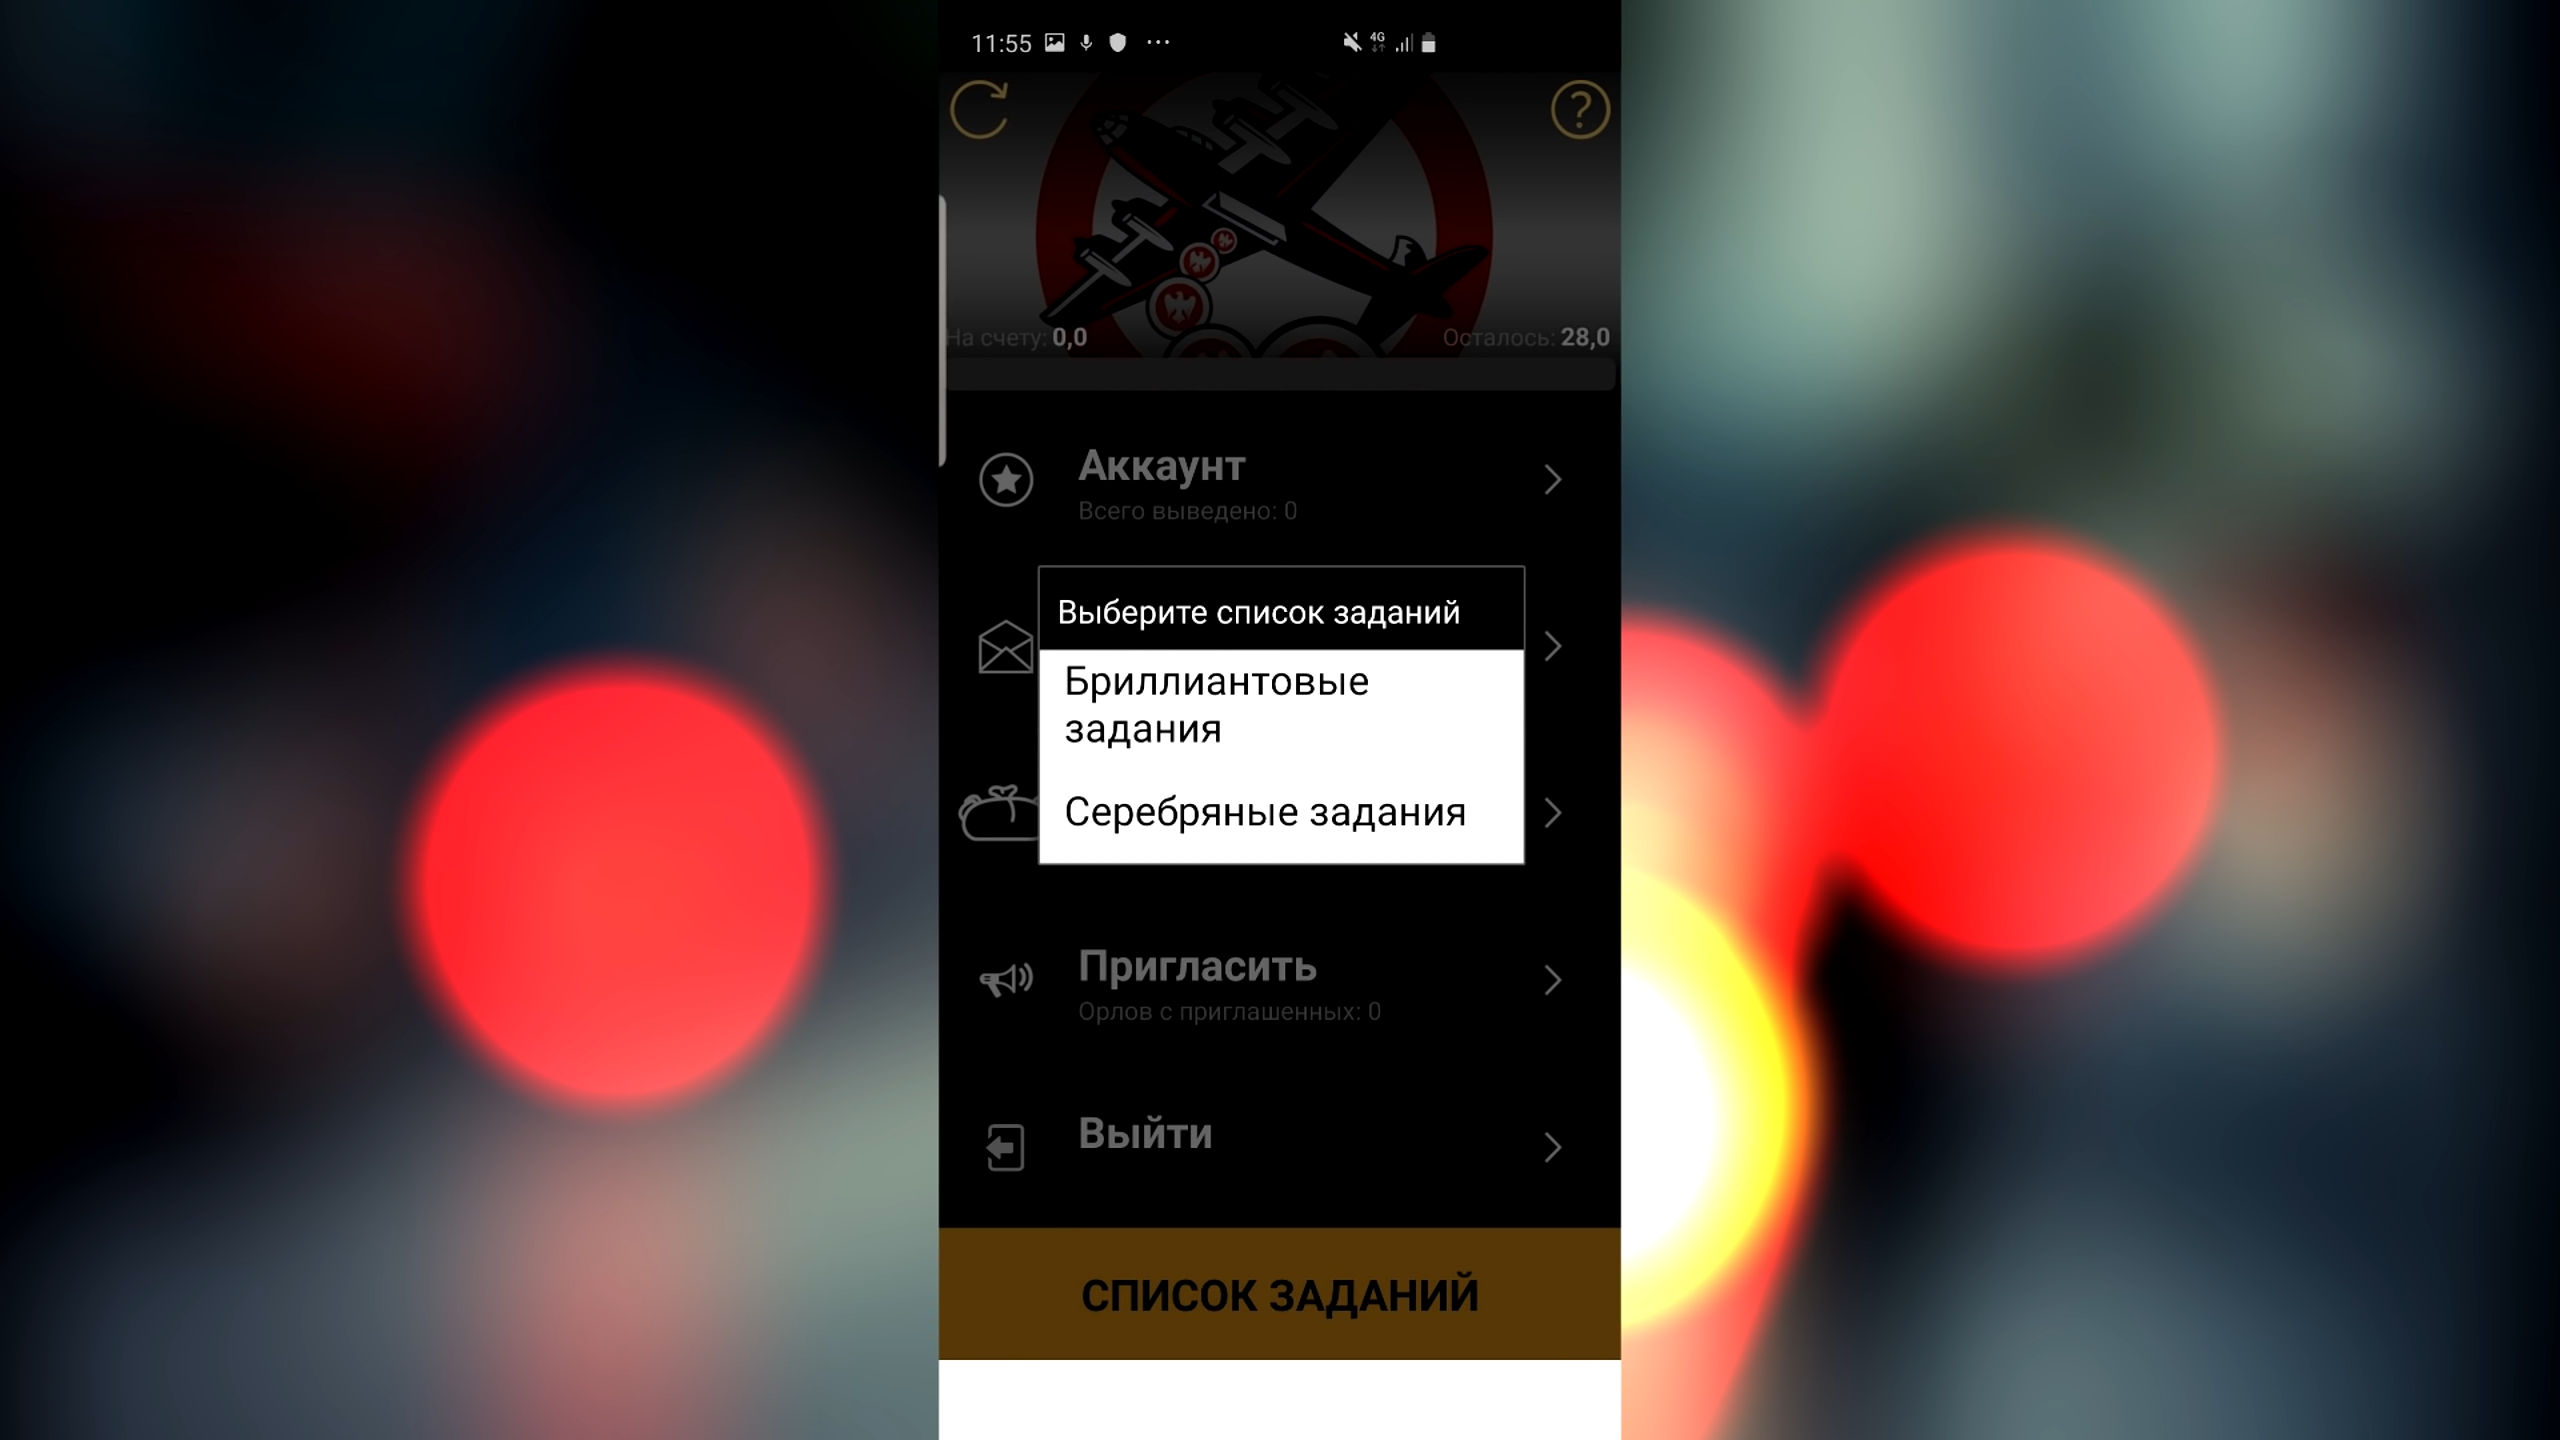 11:55
4G
На счету: 0,0
Осталось: 28,0
Аккаунт
Всего выведено: 0
Выберите список заданий
Бриллиантовые
задания
Серебряные задания
Пригласить
Орлов с приглашенных: 0
Выйти
СПИСОК ЗАДАНИЙ